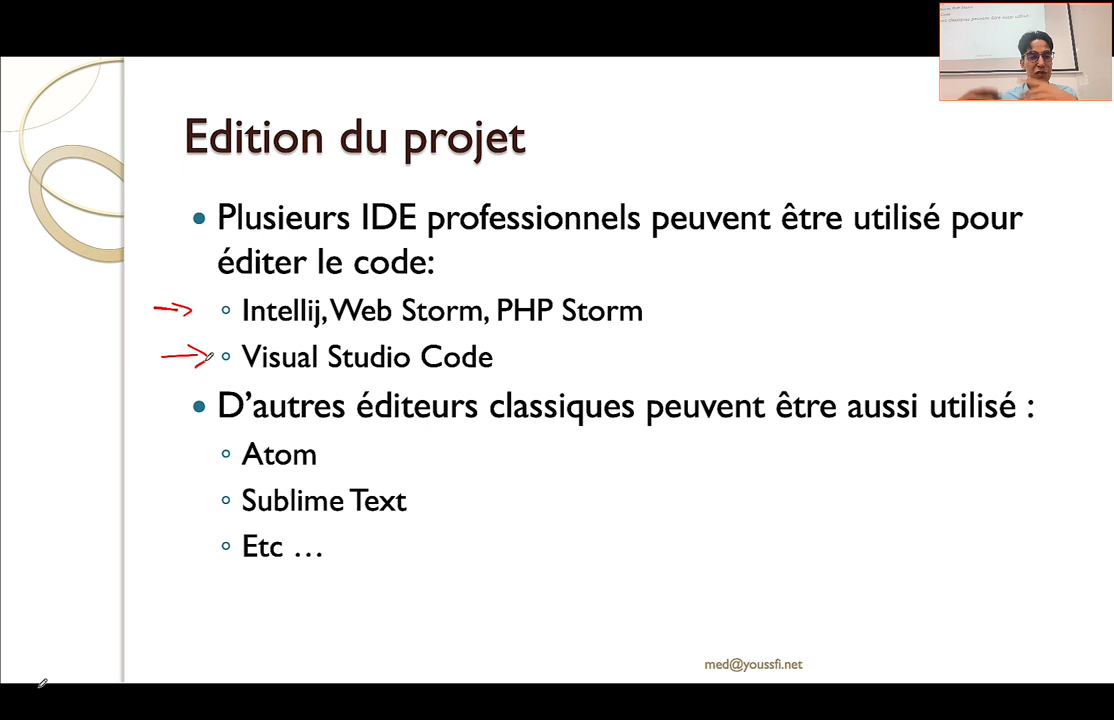 Edition du projet
Plusieurs IDE professionnels peuvent être utilisé pour
éditer le code:
Intellij, Web Storm, PHP Storm
Visual Studio Code
D’autres éditeurs classiques peuvent être aussi utilisé :
Atom
Sublime Text
Etc …
med@youssfi.net